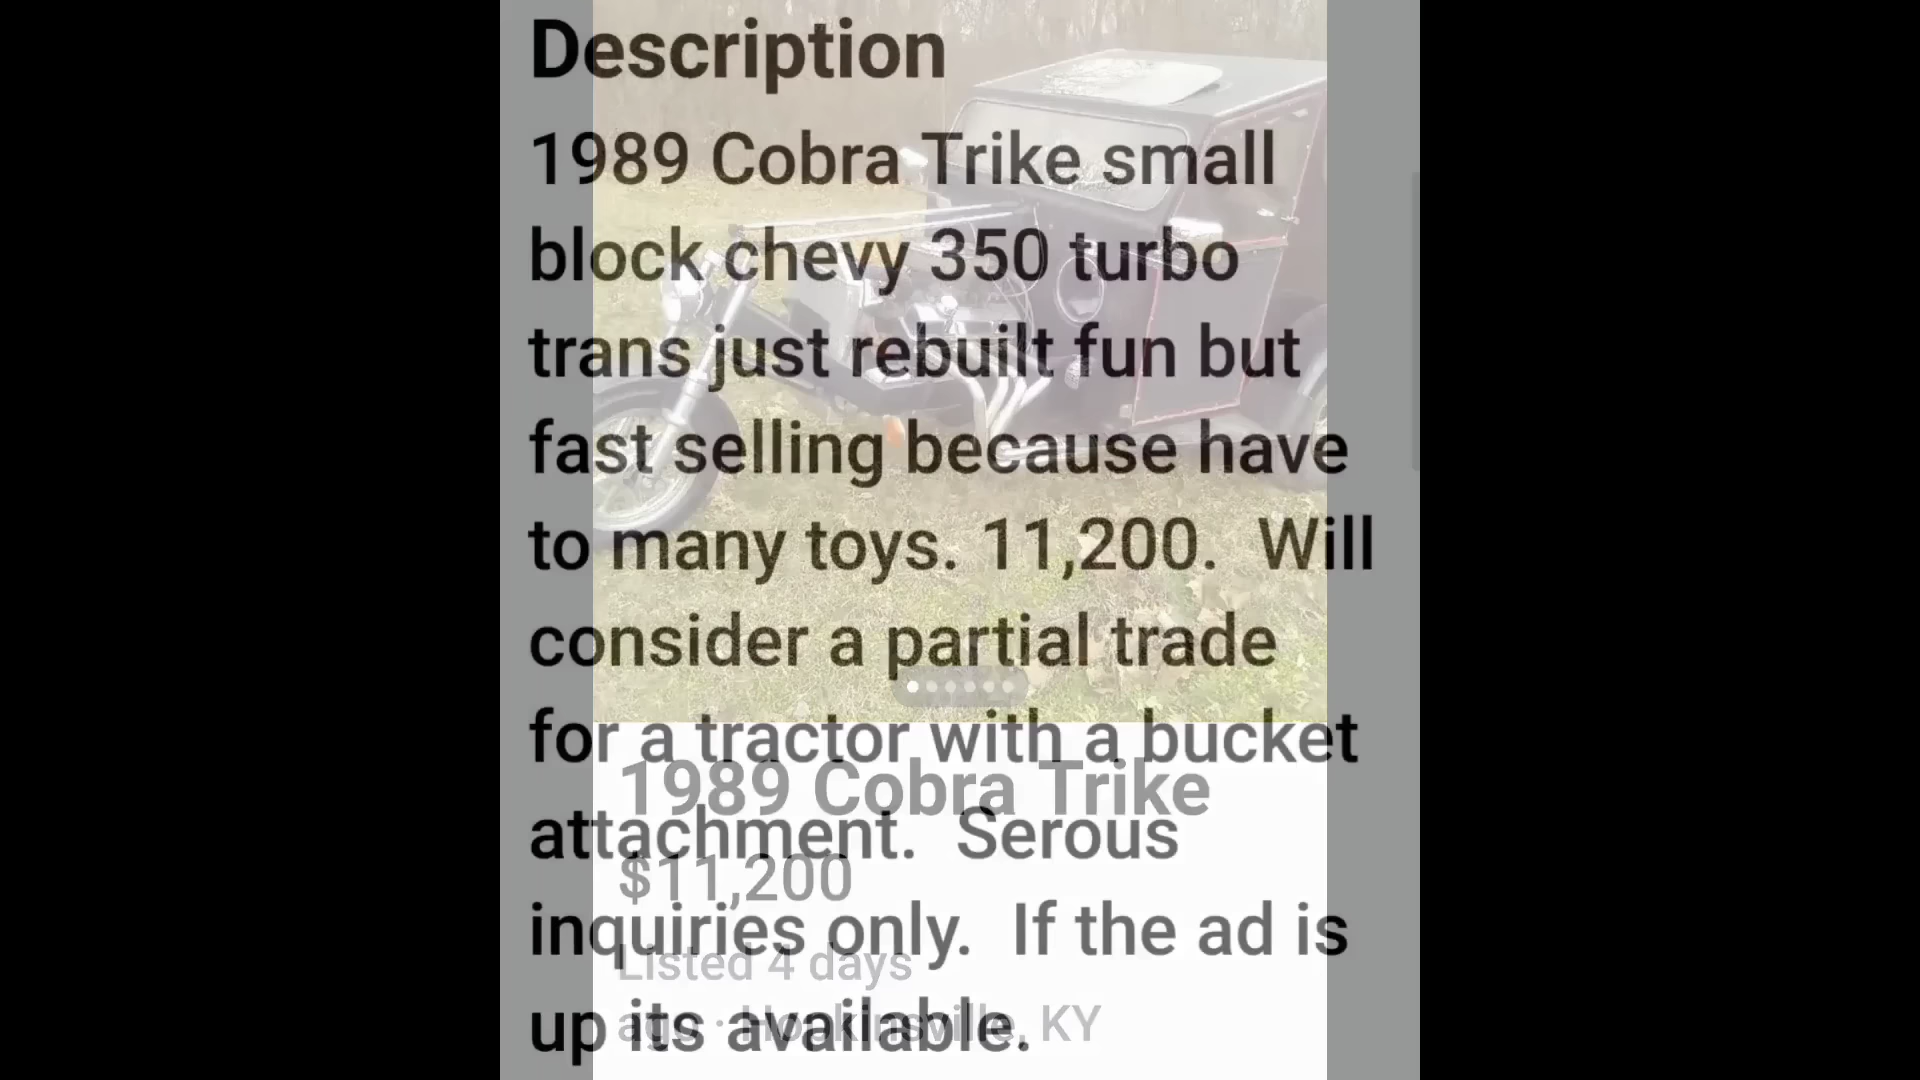 Description
1989 Cobra Trike small
block chevy 350 turbo
trans just rebuilt fun but
fast selling because have
to many toys. 11,200.  Will
consider a partial trade
for a tractor with a bucket
attachment.  Serous
inquiries only.  If the ad is
up its available.
1989 Cobra Trike
$11,200
Listed 4 days
ago · Hopkinsville, KY